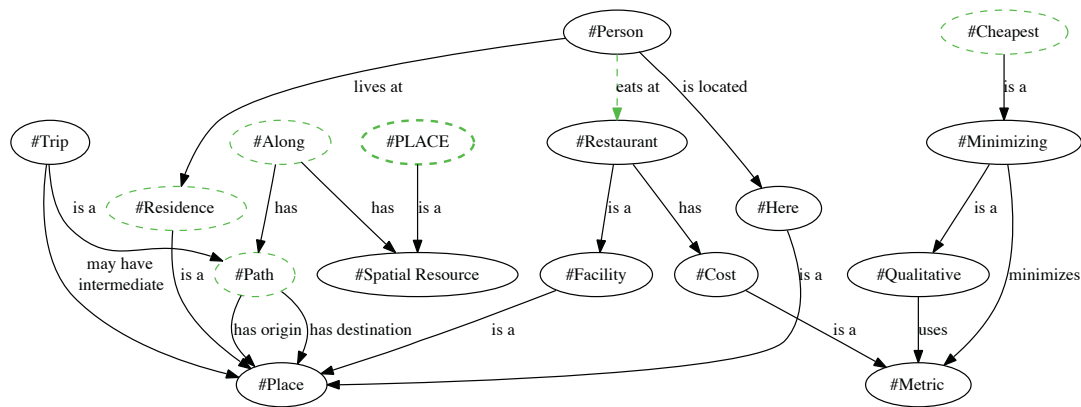 #Person
#Cheapest
lives at
eats at
is located
is a
#Trip
#Along
#PLACE
#Restaurant
#Minimizing
is a
#Residence
has
has
is a
is a
has
#Here
is a
may have
intermediate
is a
#Path
#Spatial Resource
#Facility
#Cost
is a
#Qualitative
minimizes
has origin
has destination
is a
is a
uses
#Place
#Metric